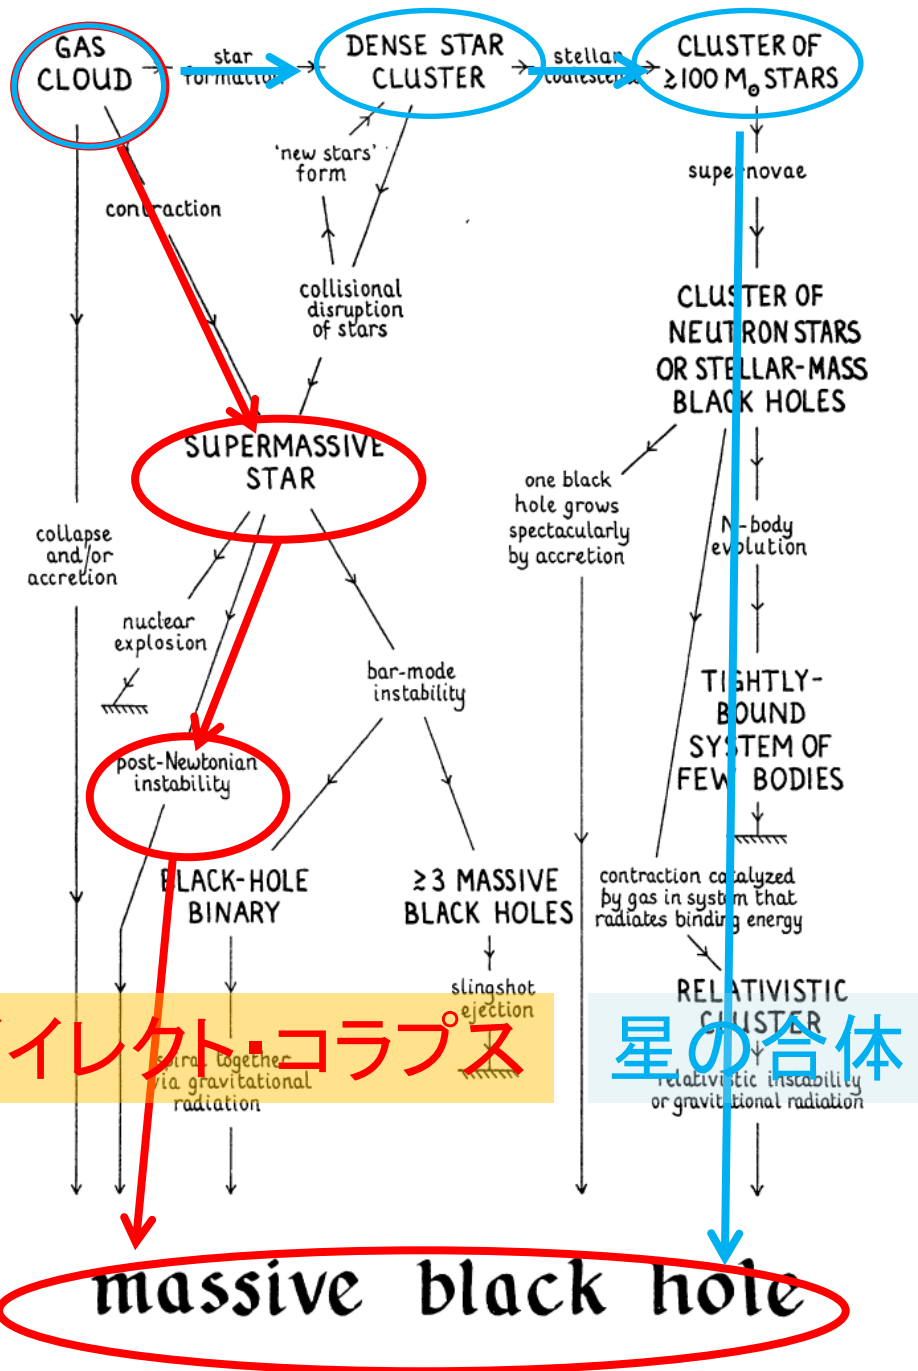 GAS
CLOUD
star
formation
DENSE STAR
CLUSTER
stellar
coalescence
CLUSTER OF
≥100 M⊙ STARS
'new stars'
form
supernovae
contraction
collisional
disruption
of stars
CLUSTER OF
NEUTRON STARS
OR STELLAR-MASS
BLACK HOLES
SUPERMASSIVE
STAR
one black
hole grows
spectacularly
by accretion
collapse
and/or
accretion
N-body
evolution
nuclear
explosion
bar-mode
instability
TIGHTLY-
BOUND
SYSTEM OF
FEW BODIES
post-Newtonian
instability
BLACK-HOLE
BINARY
≥3 MASSIVE
BLACK HOLES
contraction catalyzed
by gas in system that
radiates binding energy
slingshot
ejection
RELATIVISTIC
CLUSTER
イレクト・コラプス
星の合体
spiral together
via gravitational
radiation
relativistic instability
or gravitational radiation
massive black hole